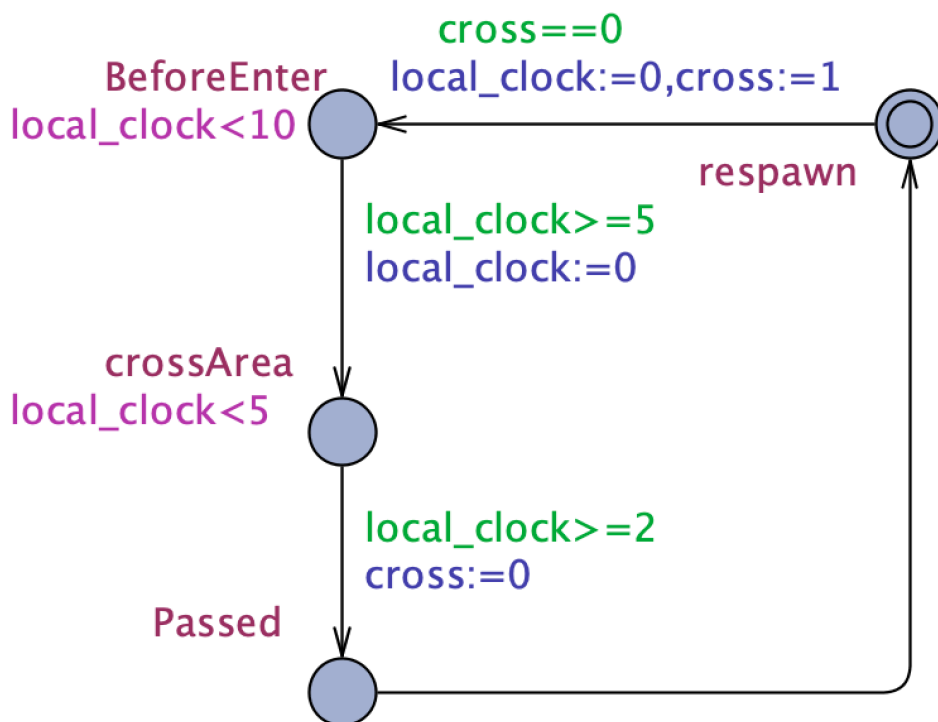 cross==0
local_clock:=0,cross:=1
BeforeEnter
local_clock<10
respawn
local_clock>=5
local_clock:=0
crossArea
local_clock<5
local_clock>=2
cross:=0
Passed